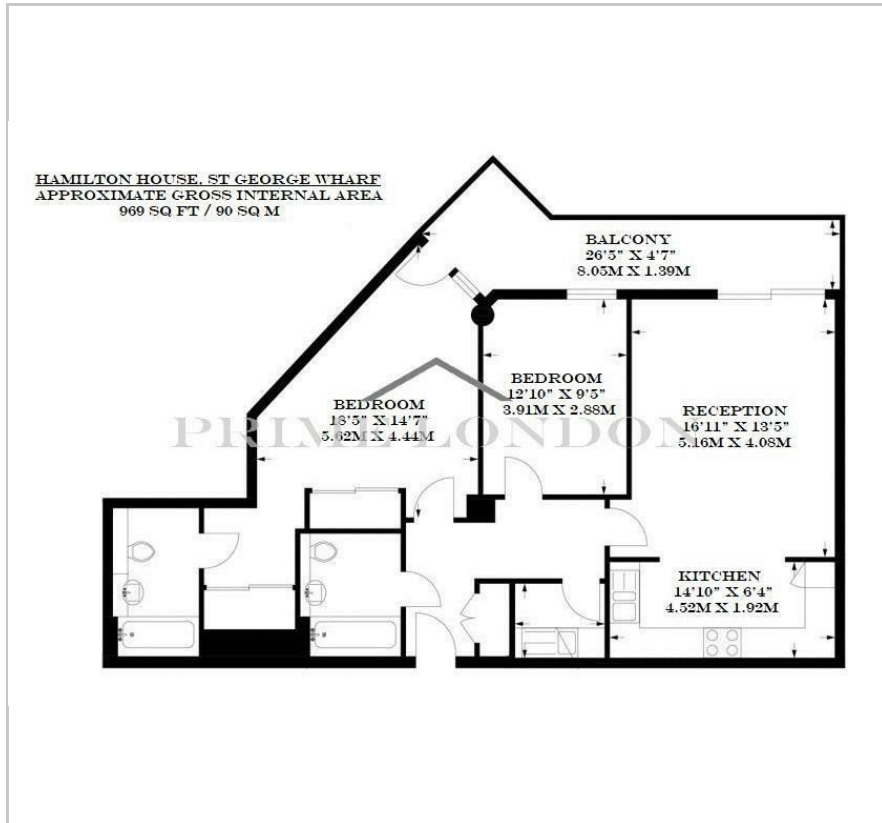 HAMILTON HOUSE, ST GEORGE WHARF
APPROXIMATE GROSS INTERNAL AREA
969 SQ FT / 90 SQ M
BALCONY
26'5" X 4'7"
8.05M X 1.39M
BEDROOM
12'10" X 9'5"
3.91M X 2.88M
BEDROOM
18'5" X 14'7"
5.62M X 4.44M
RECEPTION
16'11" X 13'5"
5.16M X 4.08M
PRIME LONDON
KITCHEN
14'10" X 6'4"
4.52M X 1.92M